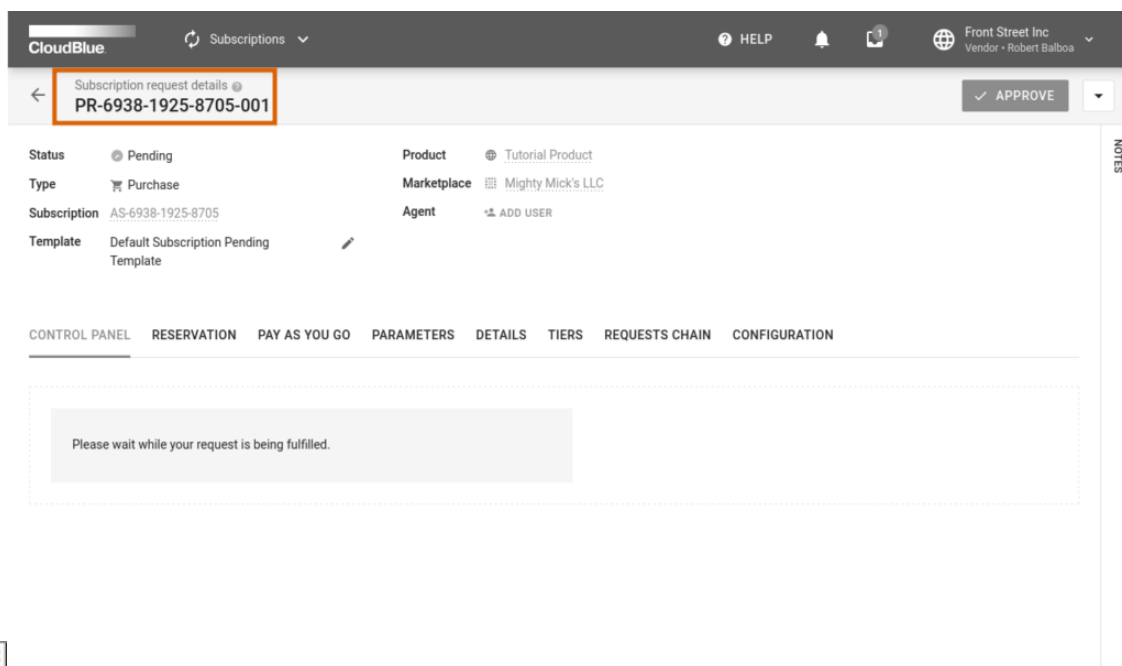 CloudBlue
Subscriptions
HELP
1
Front Street Inc
Vendor • Robert Balboa
Subscription request details
PR-6938-1925-8705-001
APPROVE
NOTES
Status Pending
Product Tutorial Product
Type Purchase
Marketplace Mighty Mick's LLC
Subscription AS-6938-1925-8705
Agent ADD USER
Template Default Subscription Pending
Template
CONTROL PANEL RESERVATION PAY AS YOU GO PARAMETERS DETAILS TIERS REQUESTS CHAIN CONFIGURATION
Please wait while your request is being fulfilled.